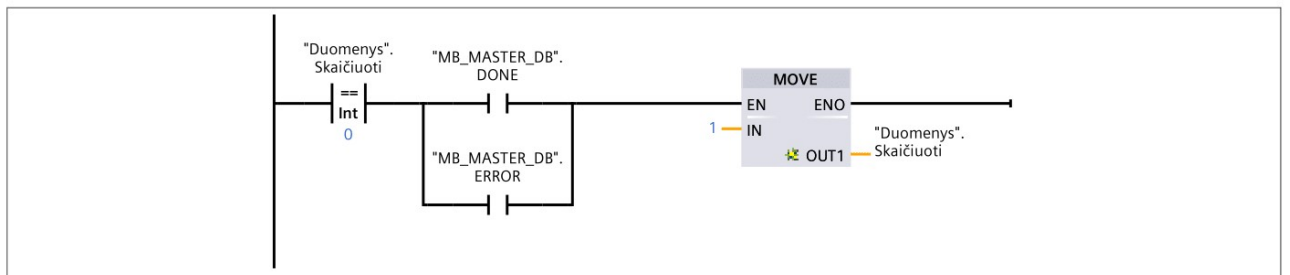 "Duomenys".
Skaičiuoti
==
Int
0
"MB_MASTER_DB".
DONE
"MB_MASTER_DB".
ERROR
MOVE
EN ENO
1 IN
OUT1
"Duomenys".
Skaičiuoti